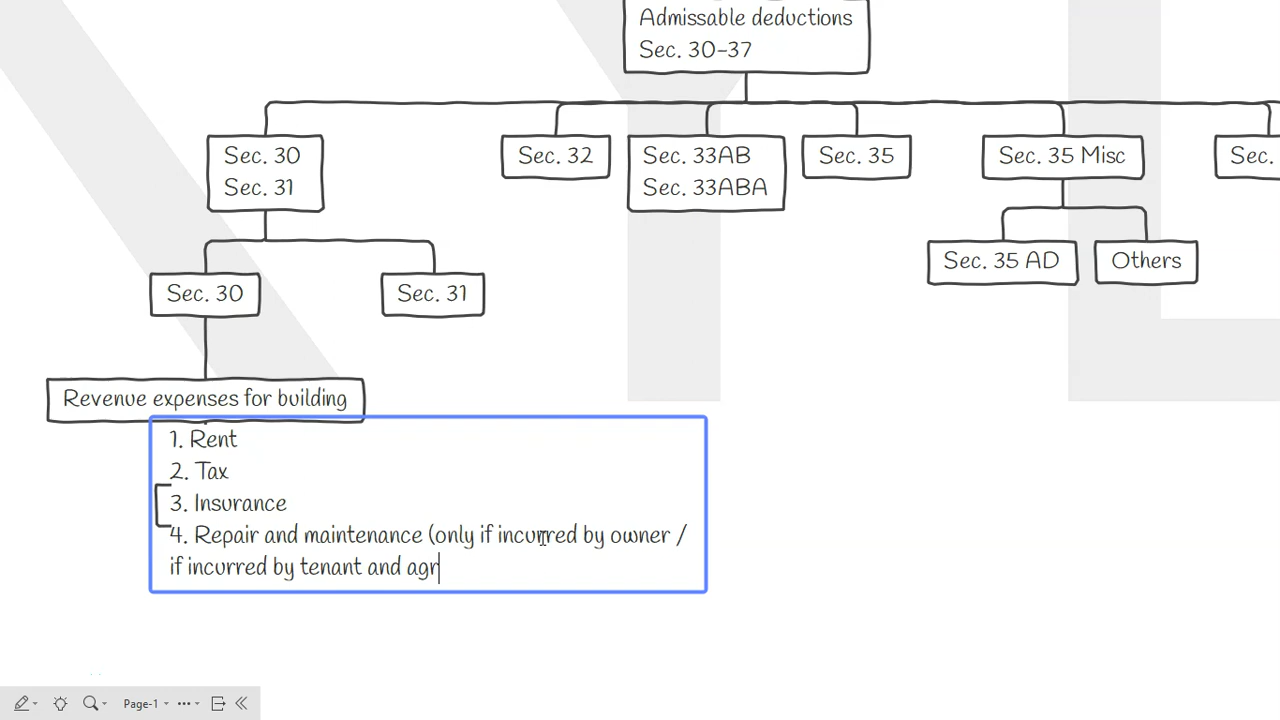 Admissable deductions
Sec. 30-37
Sec. 30
Sec. 31
Sec. 32
Sec. 33AB
Sec. 33ABA
Sec. 35
Sec. 35 Misc
Sec.
Sec. 35 AD
Others
Sec. 30
Sec. 31
Revenue expenses for building
1. Rent
2. Tax
3. Insurance
4. Repair and maintenance (only if incurred by owner /
if incurred by tenant and agr
Page-1